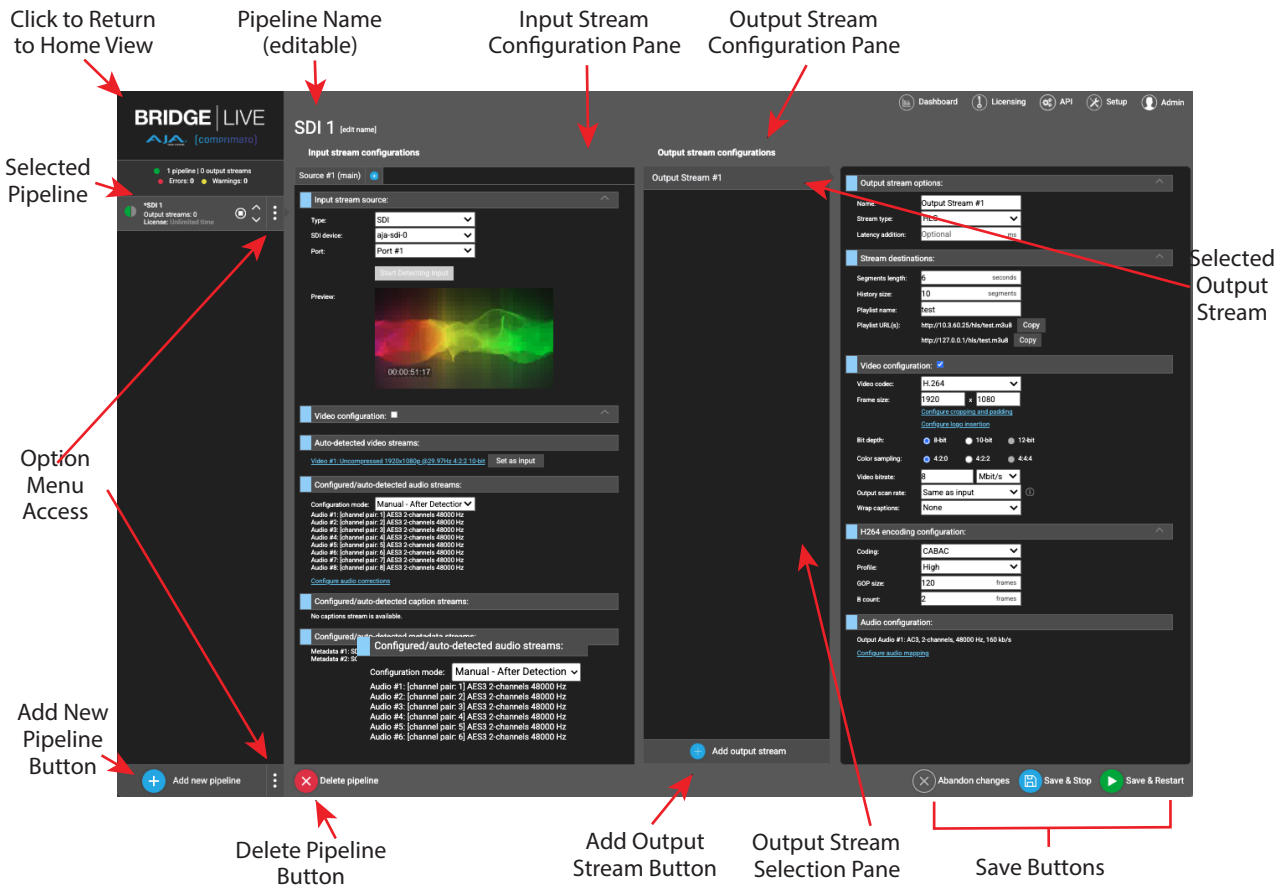 Click to Return
to Home View
Pipeline Name
(editable)
Input Stream
Configuration Pane
Output Stream
Configuration Pane
BRIDGE LIVE
AJA [comprimato]
Dashboard
Licensing
API
Setup
Admin
SDI 1 [edit name]
Input stream configurations
Output stream configurations
Selected
Pipeline
1 pipeline | 0 output streams
Errors: 0 Warnings: 0
*SDI 1
Output streams: 0
License: Unlimited time
Source #1 (main)
Input stream source:
Type: SDI
SDI device: aja-sdi-0
Port: Port #1
Start Detecting Input
Preview:
00:00:51:17
Video configuration:
Auto-detected video streams:
Video #1: Uncompressed 1920x1080p @29.97Hz 4:2:2 10-bit Set as input
Configured/auto-detected audio streams:
Configuration mode: Manual - After Detection
Audio #1: [channel pair: 1] AES3 2-channels 48000 Hz
Audio #2: [channel pair: 2] AES3 2-channels 48000 Hz
Audio #3: [channel pair: 3] AES3 2-channels 48000 Hz
Audio #4: [channel pair: 4] AES3 2-channels 48000 Hz
Audio #5: [channel pair: 5] AES3 2-channels 48000 Hz
Audio #6: [channel pair: 6] AES3 2-channels 48000 Hz
Audio #7: [channel pair: 7] AES3 2-channels 48000 Hz
Audio #8: [channel pair: 8] AES3 2-channels 48000 Hz
Configure audio corrections
Configured/auto-detected caption streams:
No captions stream is available.
Configured/auto-detected metadata streams:
Metadata #1:
Metadata #2:
Configured/auto-detected audio streams:
Configuration mode: Manual - After Detection
Audio #1: [channel pair: 1] AES3 2-channels 48000 Hz
Audio #2: [channel pair: 2] AES3 2-channels 48000 Hz
Audio #3: [channel pair: 3] AES3 2-channels 48000 Hz
Audio #4: [channel pair: 4] AES3 2-channels 48000 Hz
Audio #5: [channel pair: 5] AES3 2-channels 48000 Hz
Audio #6: [channel pair: 6] AES3 2-channels 48000 Hz
Output Stream #1
Add output stream
Output stream options:
Name: Output Stream #1
Stream type: HLS
Latency addition: Optional ms
Stream destinations:
Segments length: 6 seconds
History size: 10 segments
Playlist name: test
Playlist URL(s): http://10.3.60.25/hls/test.m3u8 Copy
http://127.0.0.1/hls/test.m3u8 Copy
Video configuration:
Video codec: H.264
Frame size: 1920 x 1080
Configure cropping and padding
Configure logo insertion
Bit depth: 8-bit 10-bit 12-bit
Color sampling: 4:2:0 4:2:2 4:4:4
Video bitrate: 8 Mbit/s
Output scan rate: Same as input
Wrap captions: None
H264 encoding configuration:
Coding: CABAC
Profile: High
GOP size: 120 frames
B count: 2 frames
Audio configuration:
Output Audio #1: AC3, 2-channels, 48000 Hz, 160 kb/s
Configure audio mapping
Selected
Output
Stream
Option
Menu
Access
Add New
Pipeline
Button
Add new pipeline
Delete pipeline
Abandon changes
Save & Stop
Save & Restart
Delete Pipeline
Button
Add Output
Stream Button
Output Stream
Selection Pane
Save Buttons